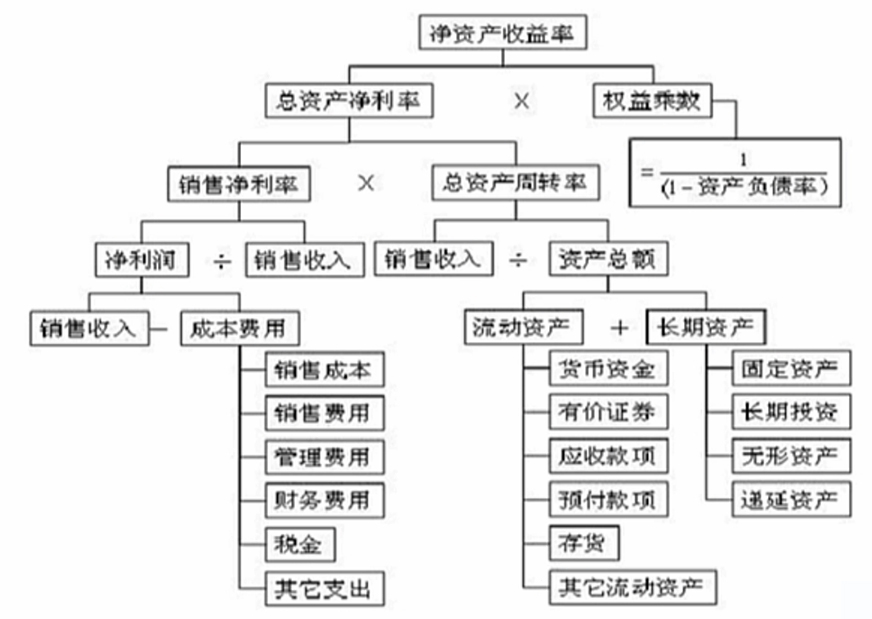 净资产收益率
总资产净利率 × 权益乘数
= 1
(1-资产负债率)
销售净利率 × 总资产周转率
净利润 ÷ 销售收入 销售收入 ÷ 资产总额
销售收入 - 成本费用 流动资产 + 长期资产
销售成本 货币资金 固定资产
销售费用 有价证券 长期投资
管理费用 应收款项 无形资产
财务费用 预付款项 递延资产
税金 存货
其它支出 其它流动资产